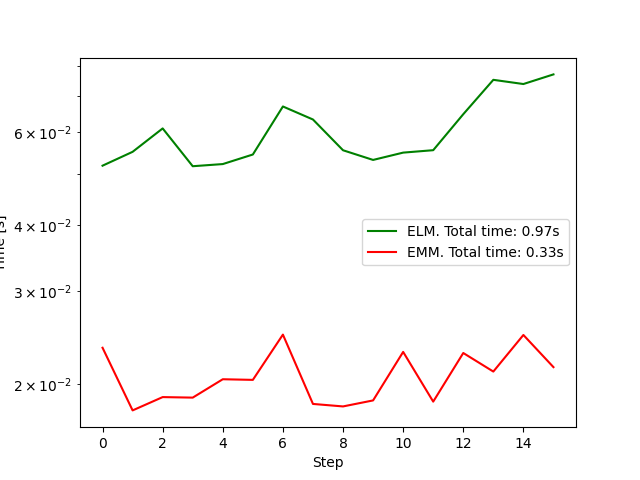 6 × 10⁻²
4 × 10⁻²
3 × 10⁻²
2 × 10⁻²
ELM. Total time: 0.97s
EMM. Total time: 0.33s
0 2 4 6 8 10 12 14
Step